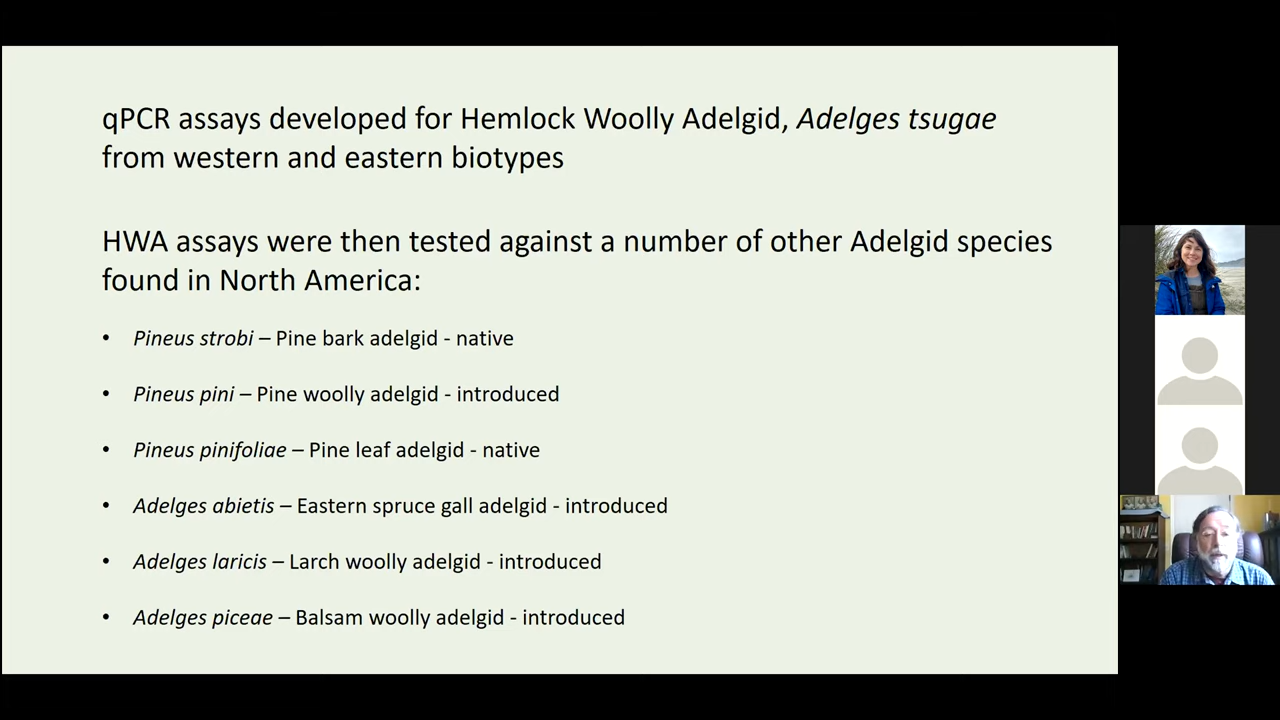 qPCR assays developed for Hemlock Woolly Adelgid, Adelges tsugae
from western and eastern biotypes
HWA assays were then tested against a number of other Adelgid species
found in North America:
• Pineus strobi – Pine bark adelgid - native
• Pineus pini – Pine woolly adelgid - introduced
• Pineus pinifoliae – Pine leaf adelgid - native
• Adelges abietis – Eastern spruce gall adelgid - introduced
• Adelges laricis – Larch woolly adelgid - introduced
• Adelges piceae – Balsam woolly adelgid - introduced